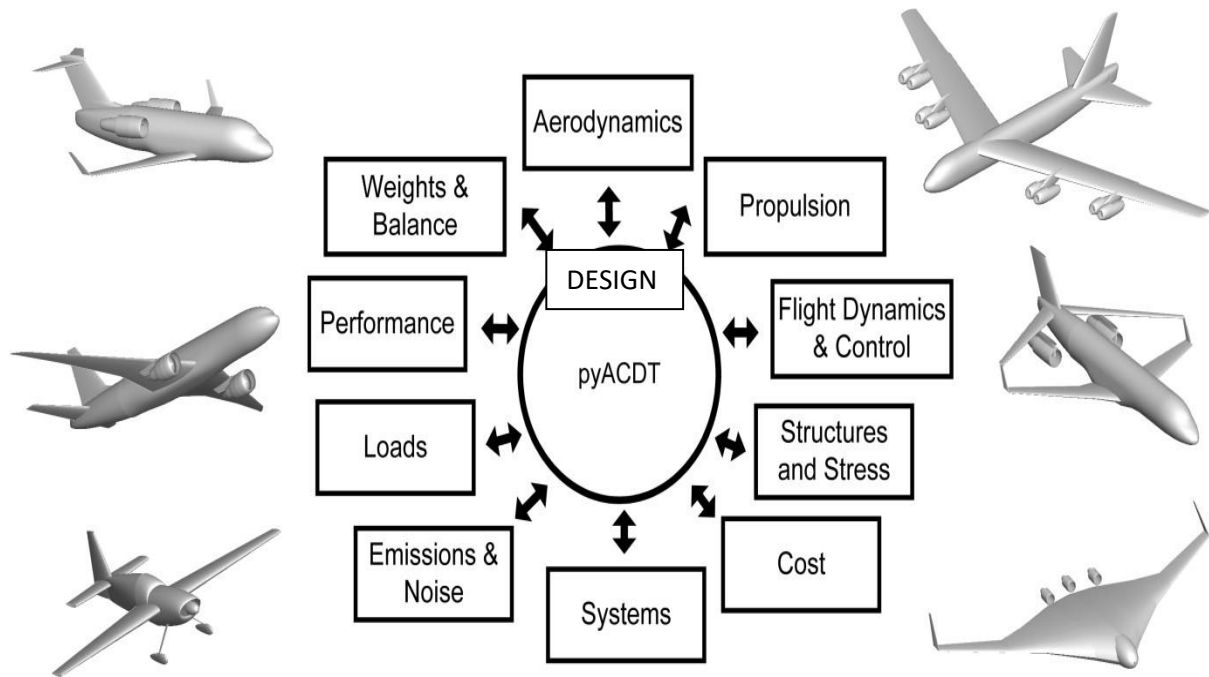 Aerodynamics
Weights &
Balance
Propulsion
DESIGN
Performance
Flight Dynamics
& Control
pyACDT
Loads
Structures
and Stress
Emissions &
Noise
Cost
Systems